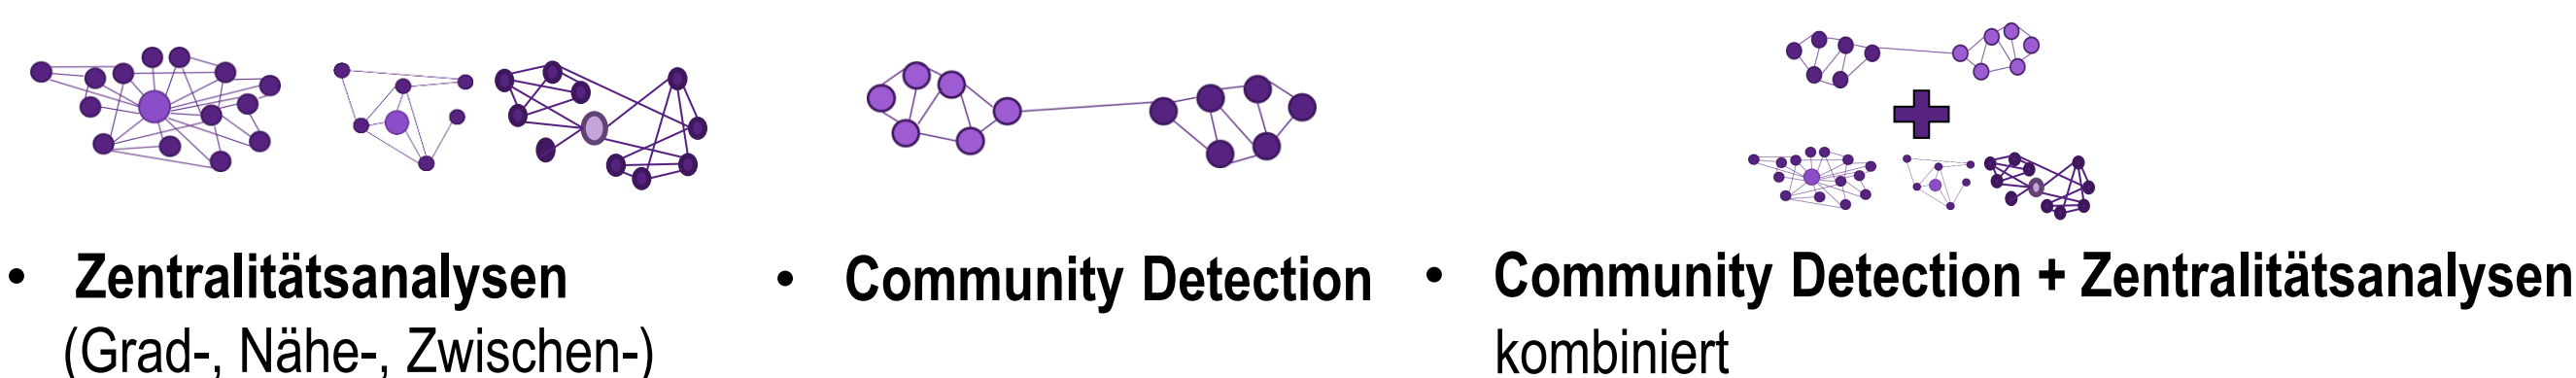 • Zentralitätsanalysen
(Grad-, Nähe-, Zwischen-)
• Community Detection
• Community Detection + Zentralitätsanalysen
kombiniert